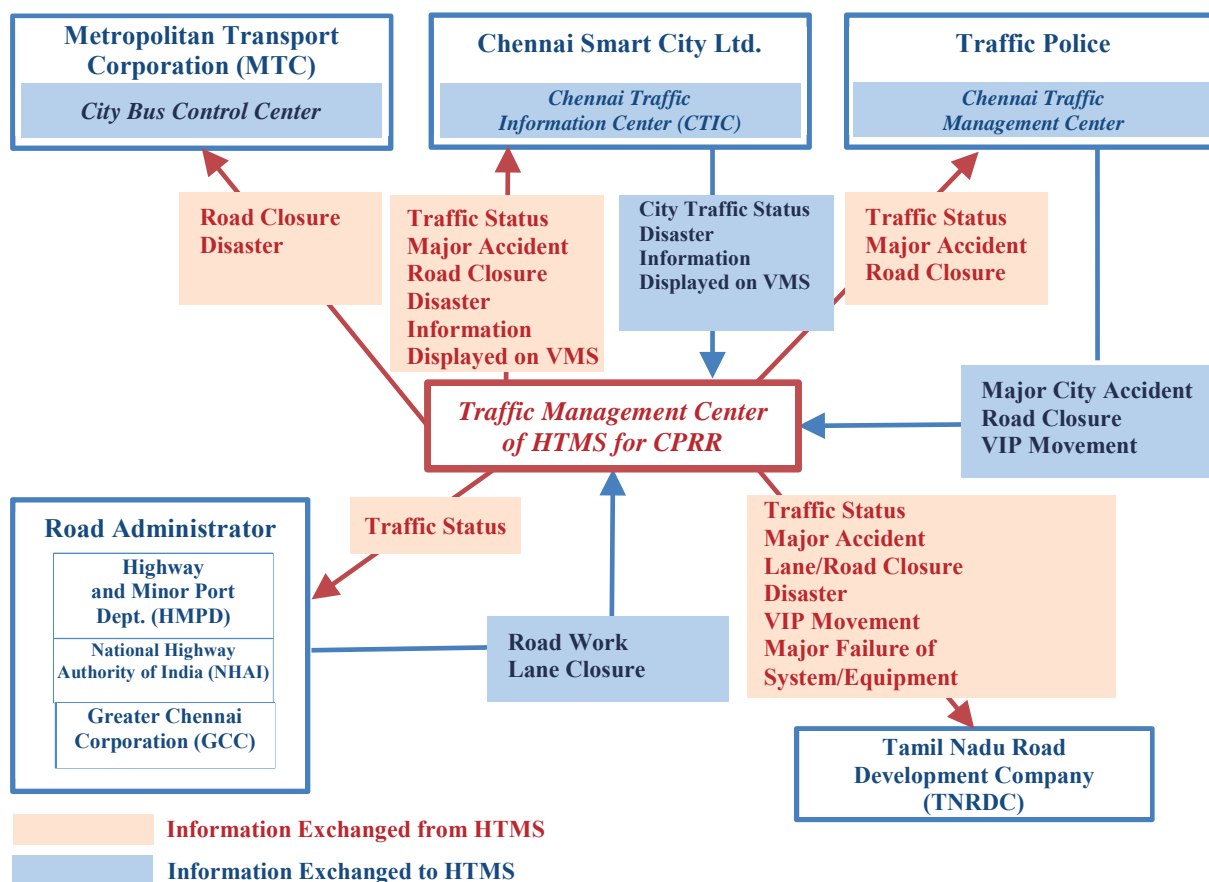 Metropolitan Transport
Corporation (MTC)
City Bus Control Center
Chennai Smart City Ltd.
Chennai Traffic
Information Center (CTIC)
Traffic Police
Chennai Traffic
Management Center
Road Closure
Disaster
Traffic Status
Major Accident
Road Closure
Disaster
Information
Displayed on VMS
City Traffic Status
Disaster
Information
Displayed on VMS
Traffic Status
Major Accident
Road Closure
Traffic Management Center
of HTMS for CPRR
Major City Accident
Road Closure
VIP Movement
Road Administrator
Highway
and Minor Port
Dept. (HMPD)
National Highway
Authority of India (NHAI)
Greater Chennai
Corporation (GCC)
Traffic Status
Road Work
Lane Closure
Traffic Status
Major Accident
Lane/Road Closure
Disaster
VIP Movement
Major Failure of
System/Equipment
Tamil Nadu Road
Development Company
(TNRDC)
Information Exchanged from HTMS
Information Exchanged to HTMS